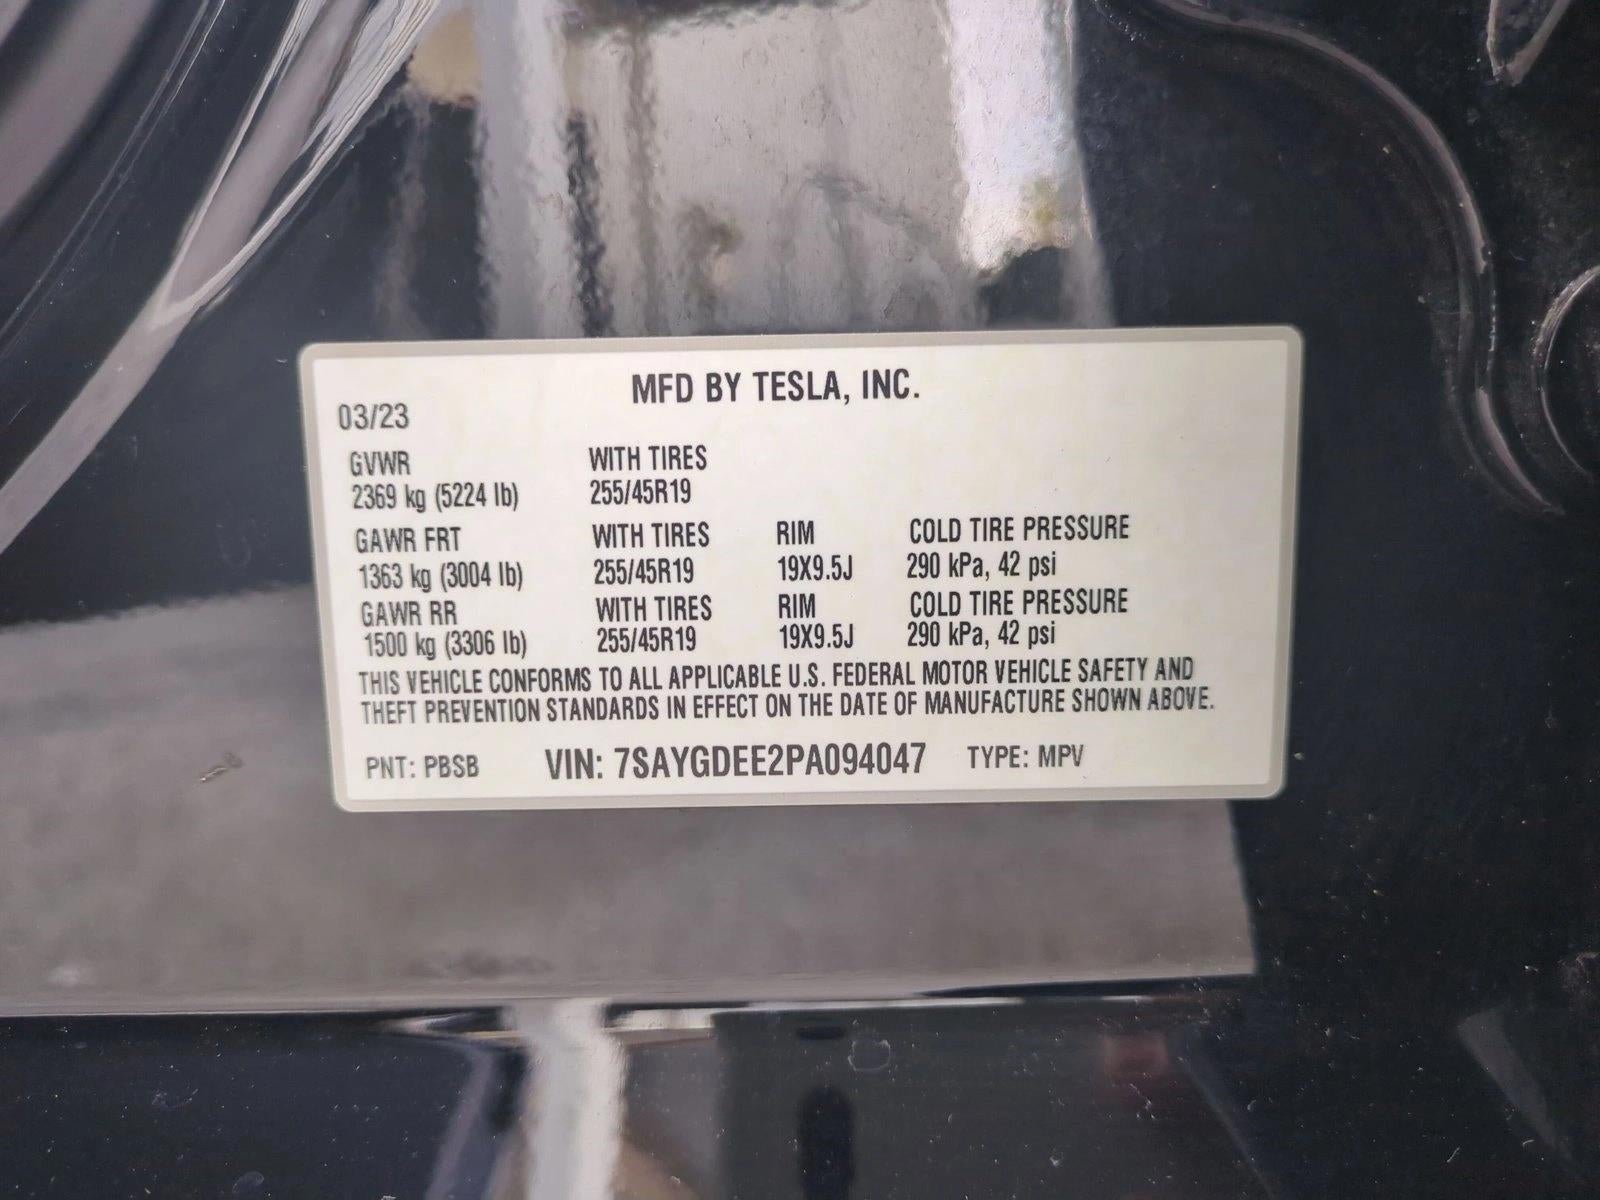 MFD BY TESLA, INC.
03/23
GVWR WITH TIRES
2369 kg (5224 lb) 255/45R19
GAWR FRT WITH TIRES RIM COLD TIRE PRESSURE
1363 kg (3004 lb) 255/45R19 19X9.5J 290 kPa, 42 psi
GAWR RR WITH TIRES RIM COLD TIRE PRESSURE
1500 kg (3306 lb) 255/45R19 19X9.5J 290 kPa, 42 psi
THIS VEHICLE CONFORMS TO ALL APPLICABLE U.S. FEDERAL MOTOR VEHICLE SAFETY AND
THEFT PREVENTION STANDARDS IN EFFECT ON THE DATE OF MANUFACTURE SHOWN ABOVE.
PNT: PBSB VIN: 7SAYGDEE2PA094047 TYPE: MPV